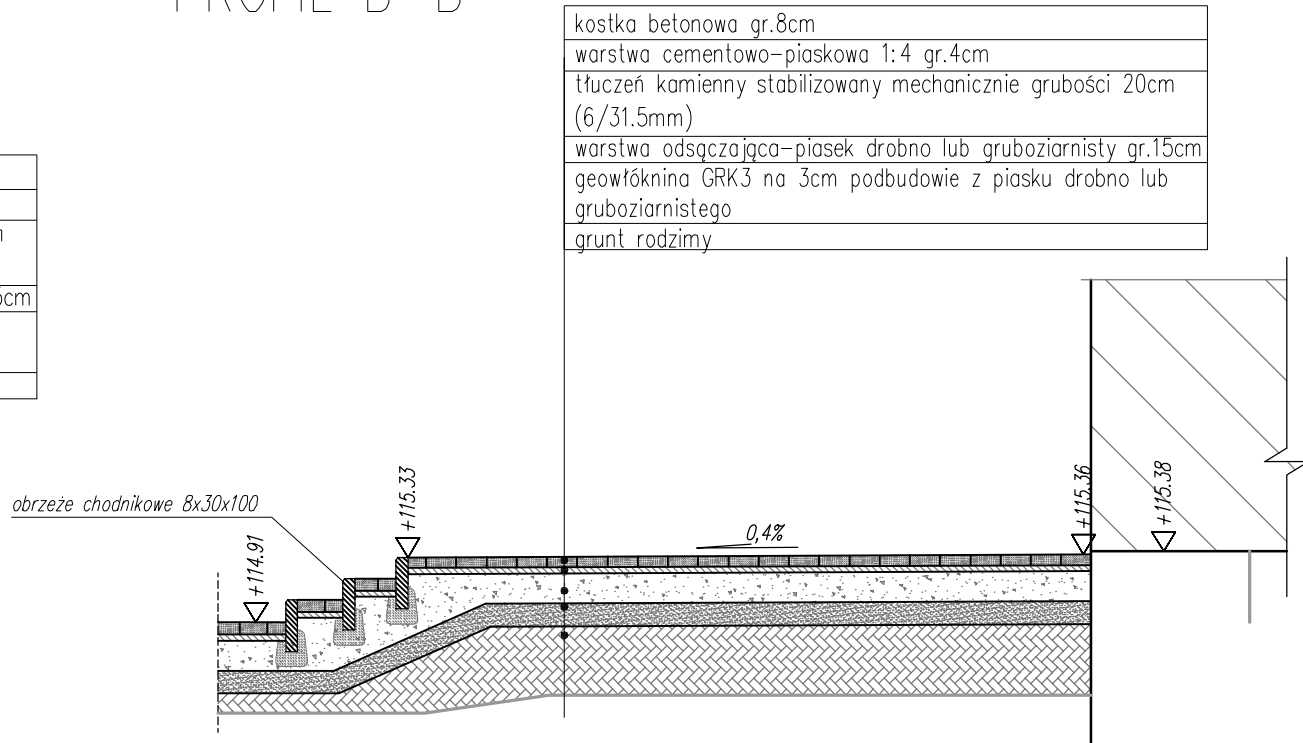 PROFIL B-B
kostka betonowa gr.8cm
warstwa cementowo-piaskowa 1:4 gr.4cm
tłuczeń kamienny stabilizowany mechanicznie grubości 20cm
(6/31.5mm)
warstwa odsączająca-piasek drobno lub gruboziarnisty gr.15cm
geowłóknina GRK3 na 3cm podbudowie z piasku drobno lub
gruboziarnistego
grunt rodzimy
5cm
obrzeże chodnikowe 8x30x100
+114.91
+115.33
0,4%
+115.36
+115.38